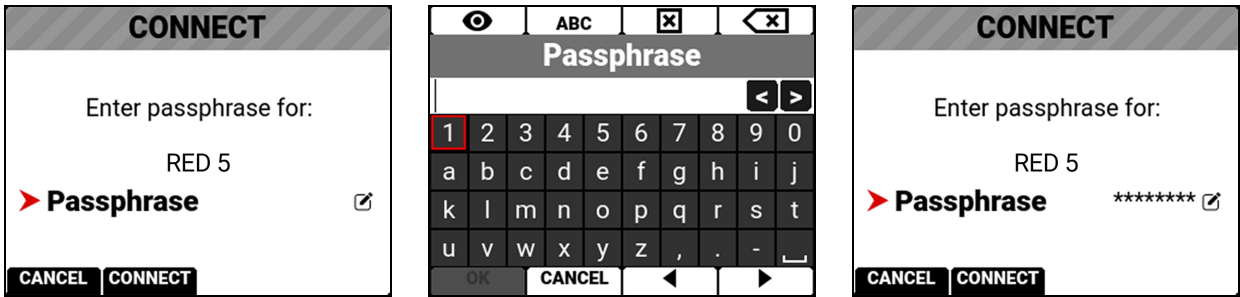 CONNECT
Enter passphrase for:
RED 5
Passphrase
CANCEL CONNECT
ABC
Passphrase
< >
1 2 3 4 5 6 7 8 9 0
a b c d e f g h i j
k l m n o p q r s t
u v w x y z , . -
OK CANCEL
CONNECT
Enter passphrase for:
RED 5
Passphrase ********
CANCEL CONNECT